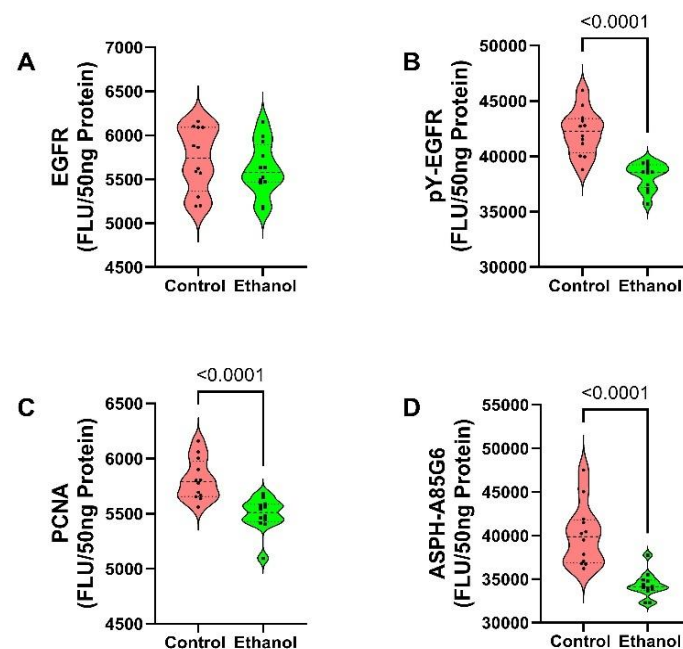 A
EGFR
(FLU/50ng Protein)
7000
6500
6000
5500
5000
4500
Control Ethanol
B
pY-EGFR
(FLU/50ng Protein)
<0.0001
50000
45000
40000
35000
30000
Control Ethanol
C
PCNA
(FLU/50ng Protein)
<0.0001
6500
6000
5500
5000
4500
Control Ethanol
D
ASPH-A85G6
(FLU/50ng Protein)
<0.0001
55000
50000
45000
40000
35000
30000
Control Ethanol